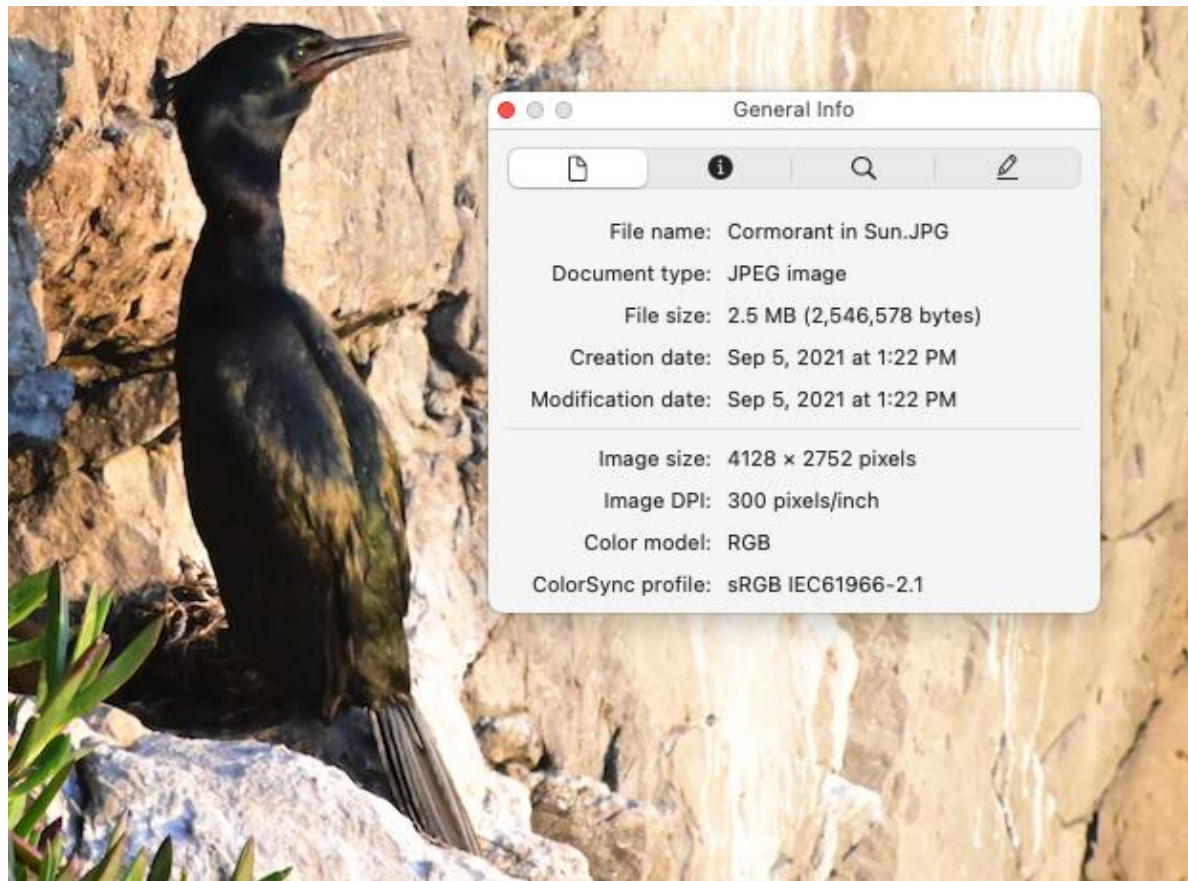 General Info
File name: Cormorant in Sun.JPG
Document type: JPEG image
File size: 2.5 MB (2,546,578 bytes)
Creation date: Sep 5, 2021 at 1:22 PM
Modification date: Sep 5, 2021 at 1:22 PM
Image size: 4128 × 2752 pixels
Image DPI: 300 pixels/inch
Color model: RGB
ColorSync profile: sRGB IEC61966-2.1